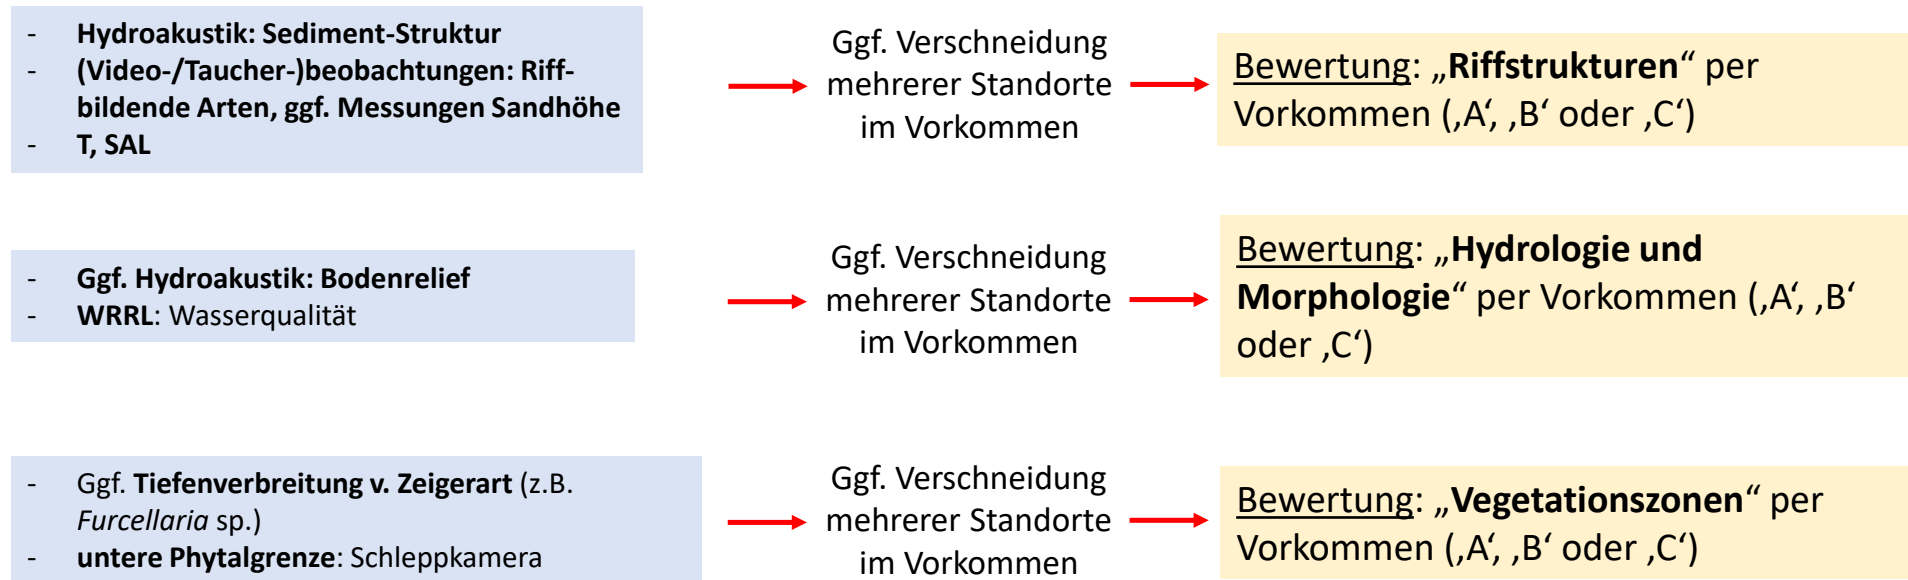 - Hydroakustik: Sediment-Struktur
- (Video-/Taucher-)beobachtungen: Riff-
bildende Arten, ggf. Messungen Sandhöhe
- T, SAL
Ggf. Verschneidung
mehrerer Standorte
im Vorkommen
Bewertung: „Riffstrukturen“ per
Vorkommen (‚A‘, ‚B‘ oder ‚C‘)
- Ggf. Hydroakustik: Bodenrelief
- WRRL: Wasserqualität
Ggf. Verschneidung
mehrerer Standorte
im Vorkommen
Bewertung: „Hydrologie und
Morphologie“ per Vorkommen (‚A‘, ‚B‘
oder ‚C‘)
- Ggf. Tiefenverbreitung v. Zeigerart (z.B.
Furcellaria sp.)
- untere Phytalgrenze: Schleppkamera
Ggf. Verschneidung
mehrerer Standorte
im Vorkommen
Bewertung: „Vegetationszonen“ per
Vorkommen (‚A‘, ‚B‘ oder ‚C‘)